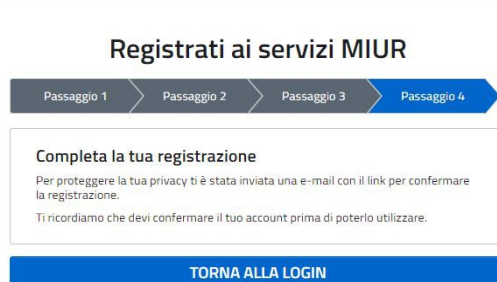 Registrati ai servizi MIUR
Passaggio 1 Passaggio 2 Passaggio 3 Passaggio 4
Completa la tua registrazione
Per proteggere la tua privacy ti è stata inviata una e-mail con il link per confermare
la registrazione.
Ti ricordiamo che devi confermare il tuo account prima di poterlo utilizzare.
TORNA ALLA LOGIN